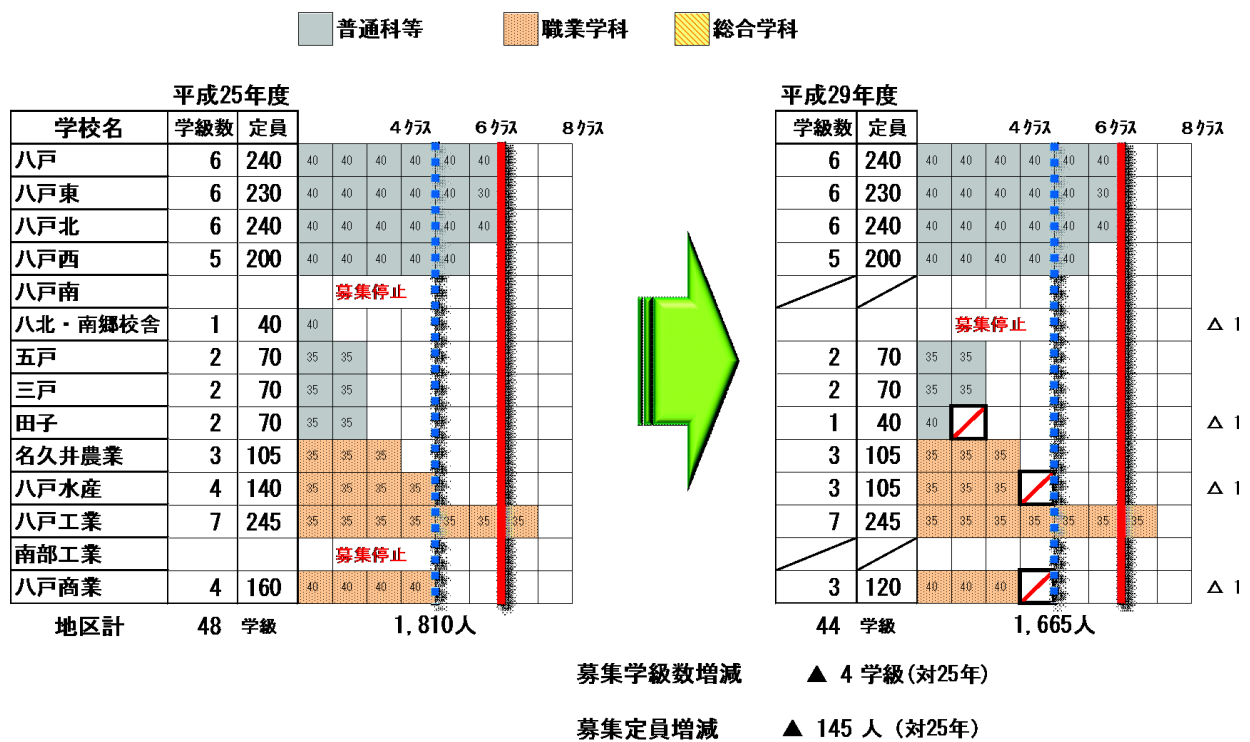 普通科等 職業学科 総合学科
平成25年度 平成29年度
学校名 学級数 定員 4クラス 6クラス 8クラス 学級数 定員 4クラス 6クラス 8クラス
八戸 6 240 40 40 40 40 40 40 6 240 40 40 40 40 40 40
八戸東 6 230 40 40 40 40 40 30 6 230 40 40 40 40 40 30
八戸北 6 240 40 40 40 40 40 40 6 240 40 40 40 40 40 40
八戸西 5 200 40 40 40 40 40 5 200 40 40 40 40 40
八戸南 募集停止
八北・南郷校舎 1 40 40 募集停止 △ 1
五戸 2 70 35 35 2 70 35 35
三戸 2 70 35 35 2 70 35 35
田子 2 70 35 35 1 40 40 △ 1
名久井農業 3 105 35 35 35 3 105 35 35 35
八戸水産 4 140 35 35 35 35 3 105 35 35 35 △ 1
八戸工業 7 245 35 35 35 35 35 35 35 7 245 35 35 35 35 35 35 35
南部工業 募集停止
八戸商業 4 160 40 40 40 40 3 120 40 40 40 △ 1
地区計 48 学級 1,810人 44 学級 1,665人
募集学級数増減 ▲ 4 学級(対25年)
募集定員増減 ▲ 145 人 (対25年)